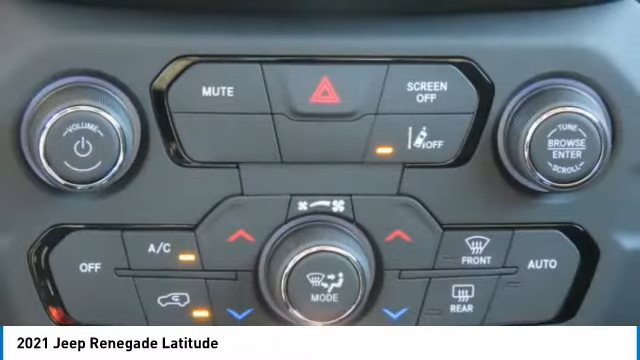 MUTE
SCREEN
OFF
VOLUME
OFF
TUNE
BROWSE
ENTER
SCROLL
OFF
A/C
MODE
FRONT
REAR
AUTO
2021 Jeep Renegade Latitude